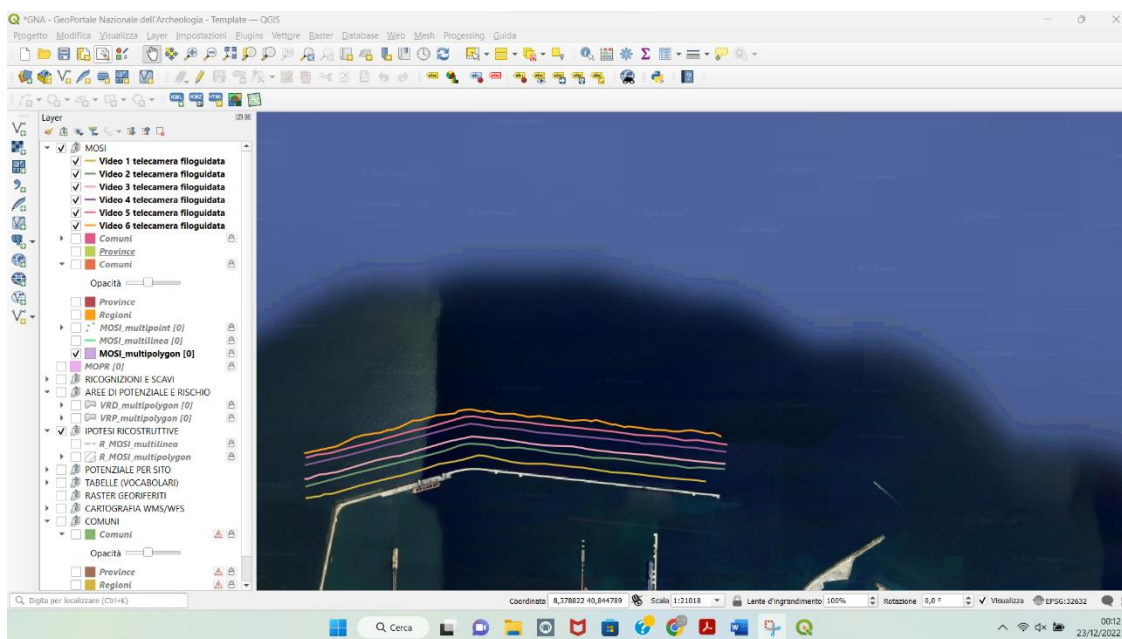 *GNA - GeoPortale Nazionale dell'Archeologia - Template — QGIS
Progetto Modifica Visualizza Layer Impostazioni Plugins Vettore Raster Database Web Mesh Processing Guida
Layer
MOSI
Video 1 telecamera filoguidata
Video 2 telecamera filoguidata
Video 3 telecamera filoguidata
Video 4 telecamera filoguidata
Video 5 telecamera filoguidata
Video 6 telecamera filoguidata
Comuni
Province
Comuni
Opacità
Province
Regioni
MOSI_multipoint [0]
MOSI_multilinea [0]
MOSI_multipolygon [0]
MOPR [0]
RICOGNIZIONI E SCAVI
AREE DI POTENZIALE E RISCHIO
VRD_multipolygon [0]
VRP_multipolygon [0]
IPOTESI RICOSTRUTTIVE
R_MOSI_multilinea
R_MOSI_multipolygon
POTENZIALE PER SITO
TABELLE (VOCABOLARI)
RASTER GEORIFERITI
CARTOGRAFIA WMS/WFS
COMUNI
Comuni
Opacità
Province
Regioni
Digita per localizzare (Ctrl+K) Coordinate 8,378822 40,844789 Scala 1:21018 Lente d'ingrandimento 100% Rotazione 0,0 ° Visualizza EPSG:32632
Cerca
00:12
23/12/2022